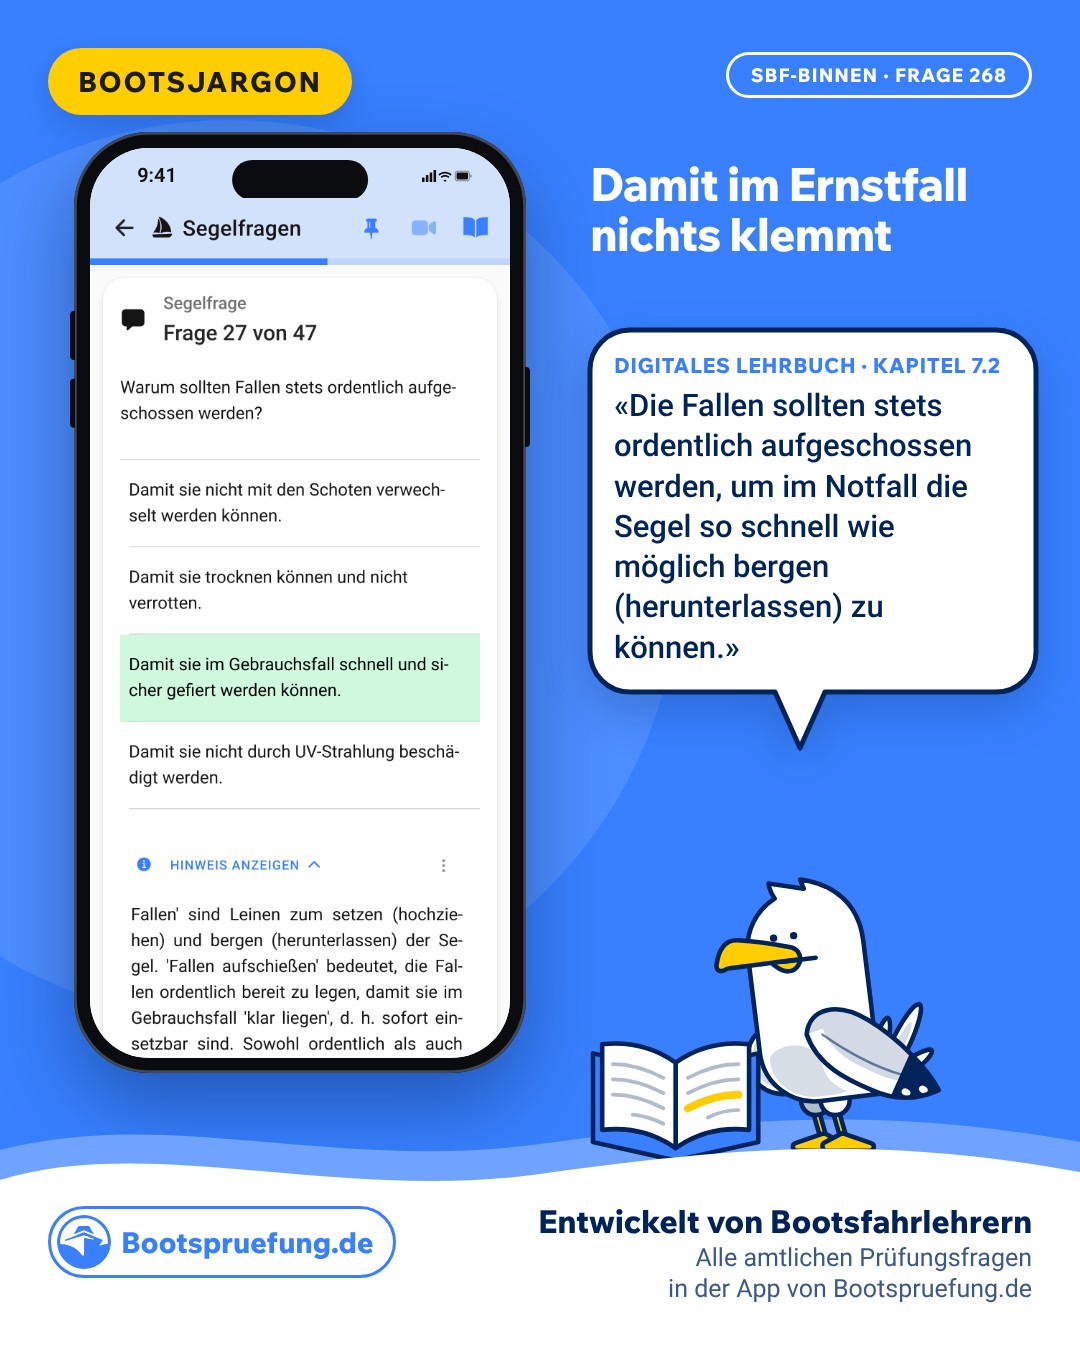 BOOTSJARGON
SBF-BINNEN · FRAGE 268
9:41
Segelfragen
Segelfrage
Frage 27 von 47
Warum sollten Fallen stets ordentlich aufge-
schossen werden?
Damit sie nicht mit den Schoten verwech-
selt werden können.
Damit sie trocknen können und nicht
verrotten.
Damit sie im Gebrauchsfall schnell und si-
cher gefiert werden können.
Damit sie nicht durch UV-Strahlung beschä-
digt werden.
HINWEIS ANZEIGEN
Fallen' sind Leinen zum setzen (hochzie-
hen) und bergen (herunterlassen) der Se-
gel. 'Fallen aufschießen' bedeutet, die Fal-
len ordentlich bereit zu legen, damit sie im
Gebrauchsfall 'klar liegen', d. h. sofort ein-
setzbar sind. Sowohl ordentlich als auch
Damit im Ernstfall
nichts klemmt
DIGITALES LEHRBUCH · KAPITEL 7.2
«Die Fallen sollten stets
ordentlich aufgeschossen
werden, um im Notfall die
Segel so schnell wie
möglich bergen
(herunterlassen) zu
können.»
Bootspruefung.de
Entwickelt von Bootsfahrlehrern
Alle amtlichen Prüfungsfragen
in der App von Bootspruefung.de